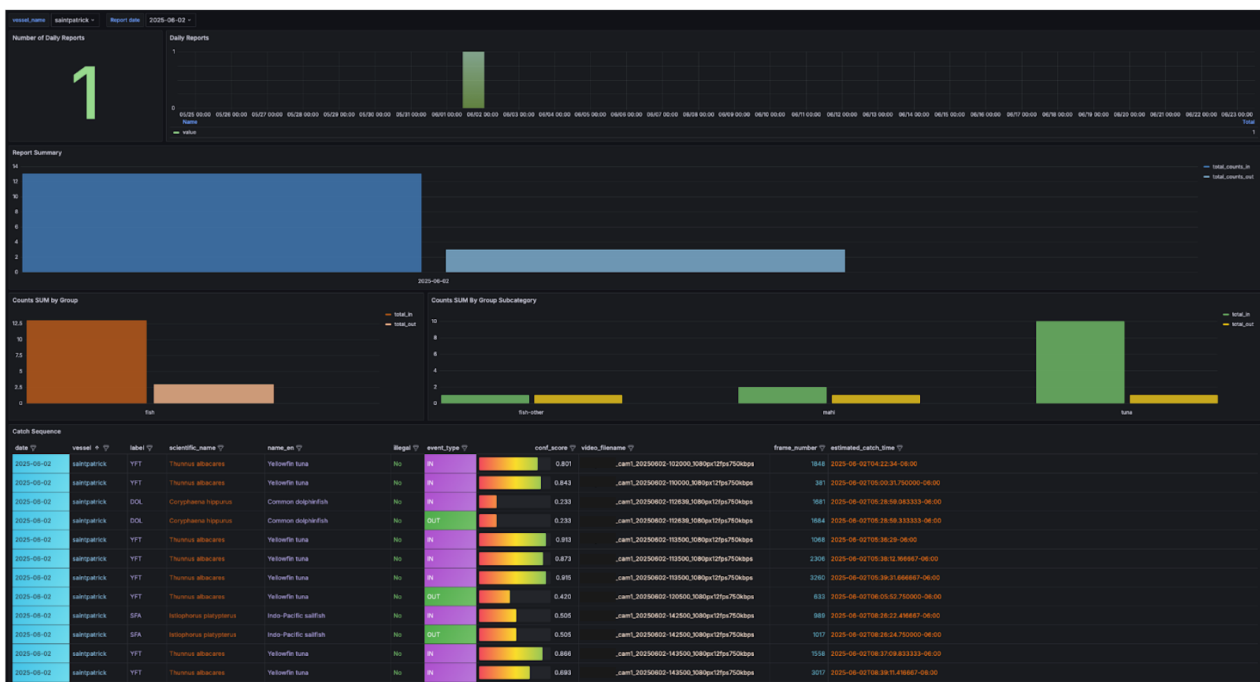 vessel_name saintpatrick Report date 2025-06-02
Number of Daily Reports
1
Daily Reports
1
0
05/25 00:00 05/26 00:00 05/27 00:00 05/28 00:00 05/29 00:00 05/30 00:00 05/31 00:00 06/01 00:00 06/02 00:00 06/03 00:00 06/04 00:00 06/05 00:00 06/06 00:00 06/07 00:00 06/08 00:00 06/09 00:00 06/10 00:00 06/11 00:00 06/12 00:00 06/13 00:00 06/14 00:00 06/15 00:00 06/16 00:00 06/17 00:00 06/18 00:00 06/19 00:00 06/20 00:00 06/21 00:00 06/22 00:00 06/23 00:00
Name Total
value 1
Report Summary
14
12
10
8
6
4
2
0
2025-06-02
total_counts_in
total_counts_out
Counts SUM by Group
12.5
10
7.5
5
2.5
0
fish
total_in
total_out
Counts SUM By Group Subcategory
10
8
6
4
2
0
fish-other mahi tuna
total_in
total_out
Catch Sequence
date vessel label scientific_name name_en illegal event_type conf_score video_filename frame_number estimated_catch_time
2025-06-02 saintpatrick YFT Thunnus albacares Yellowfin tuna No IN 0.801 _cam1_20250602-102000_1080px12fps750kbps 1848 2025-06-02T04:22:34-06:00
2025-06-02 saintpatrick YFT Thunnus albacares Yellowfin tuna No IN 0.843 _cam1_20250602-110000_1080px12fps750kbps 381 2025-06-02T05:00:31.750000-06:00
2025-06-02 saintpatrick DOL Coryphaena hippurus Common dolphinfish No IN 0.233 _cam1_20250602-112639_1080px12fps750kbps 1681 2025-06-02T05:28:59.083333-06:00
2025-06-02 saintpatrick DOL Coryphaena hippurus Common dolphinfish No OUT 0.233 _cam1_20250602-112639_1080px12fps750kbps 1684 2025-06-02T05:28:59.333333-06:00
2025-06-02 saintpatrick YFT Thunnus albacares Yellowfin tuna No IN 0.913 _cam1_20250602-113500_1080px12fps750kbps 1068 2025-06-02T05:36:29-06:00
2025-06-02 saintpatrick YFT Thunnus albacares Yellowfin tuna No IN 0.873 _cam1_20250602-113500_1080px12fps750kbps 2306 2025-06-02T05:38:12.166667-06:00
2025-06-02 saintpatrick YFT Thunnus albacares Yellowfin tuna No IN 0.915 _cam1_20250602-113500_1080px12fps750kbps 3260 2025-06-02T05:39:31.666667-06:00
2025-06-02 saintpatrick YFT Thunnus albacares Yellowfin tuna No OUT 0.420 _cam1_20250602-120500_1080px12fps750kbps 633 2025-06-02T06:05:52.750000-06:00
2025-06-02 saintpatrick SFA Istiophorus platypterus Indo-Pacific sailfish No IN 0.505 _cam1_20250602-142500_1080px12fps750kbps 989 2025-06-02T08:26:22.416667-06:00
2025-06-02 saintpatrick SFA Istiophorus platypterus Indo-Pacific sailfish No OUT 0.505 _cam1_20250602-142500_1080px12fps750kbps 1017 2025-06-02T08:26:24.750000-06:00
2025-06-02 saintpatrick YFT Thunnus albacares Yellowfin tuna No IN 0.866 _cam1_20250602-143500_1080px12fps750kbps 1558 2025-06-02T08:37:09.833333-06:00
2025-06-02 saintpatrick YFT Thunnus albacares Yellowfin tuna No IN 0.693 _cam1_20250602-143500_1080px12fps750kbps 3017 2025-06-02T08:39:11.416667-06:00